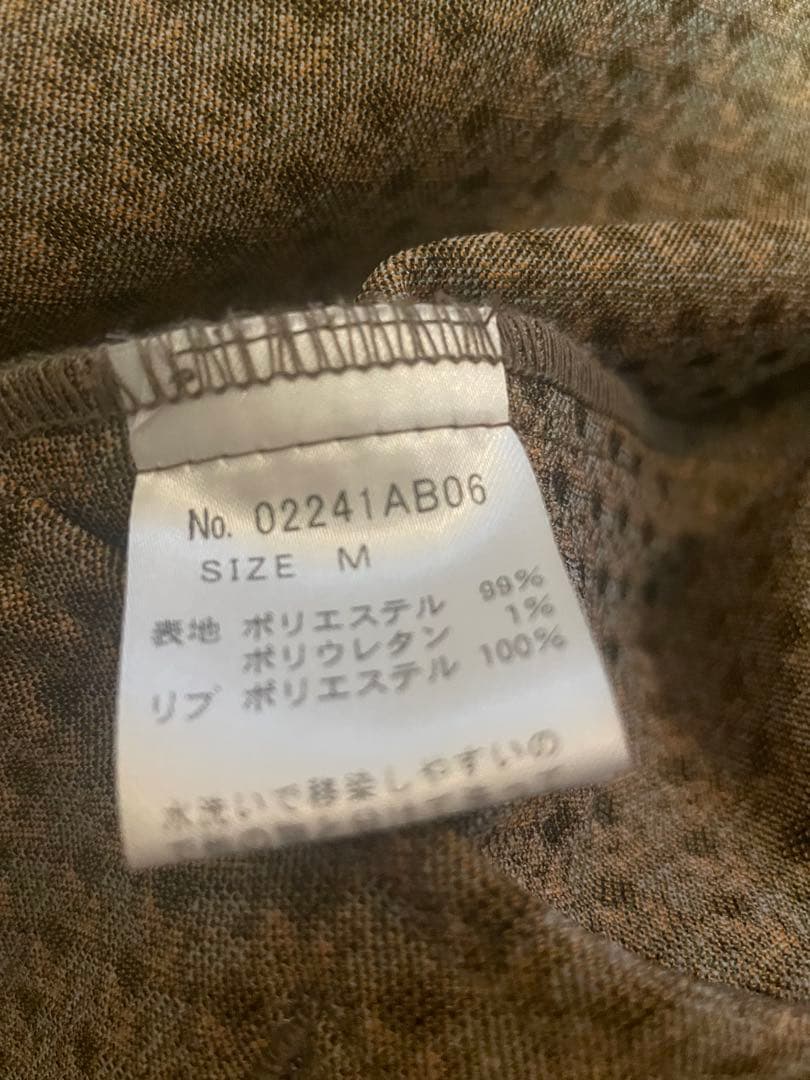 No. 02241AB06
SIZE M
表地 ポリエステル 99%
ポリウレタン 1%
リブ ポリエステル 100%
水洗いで移染しやすいの